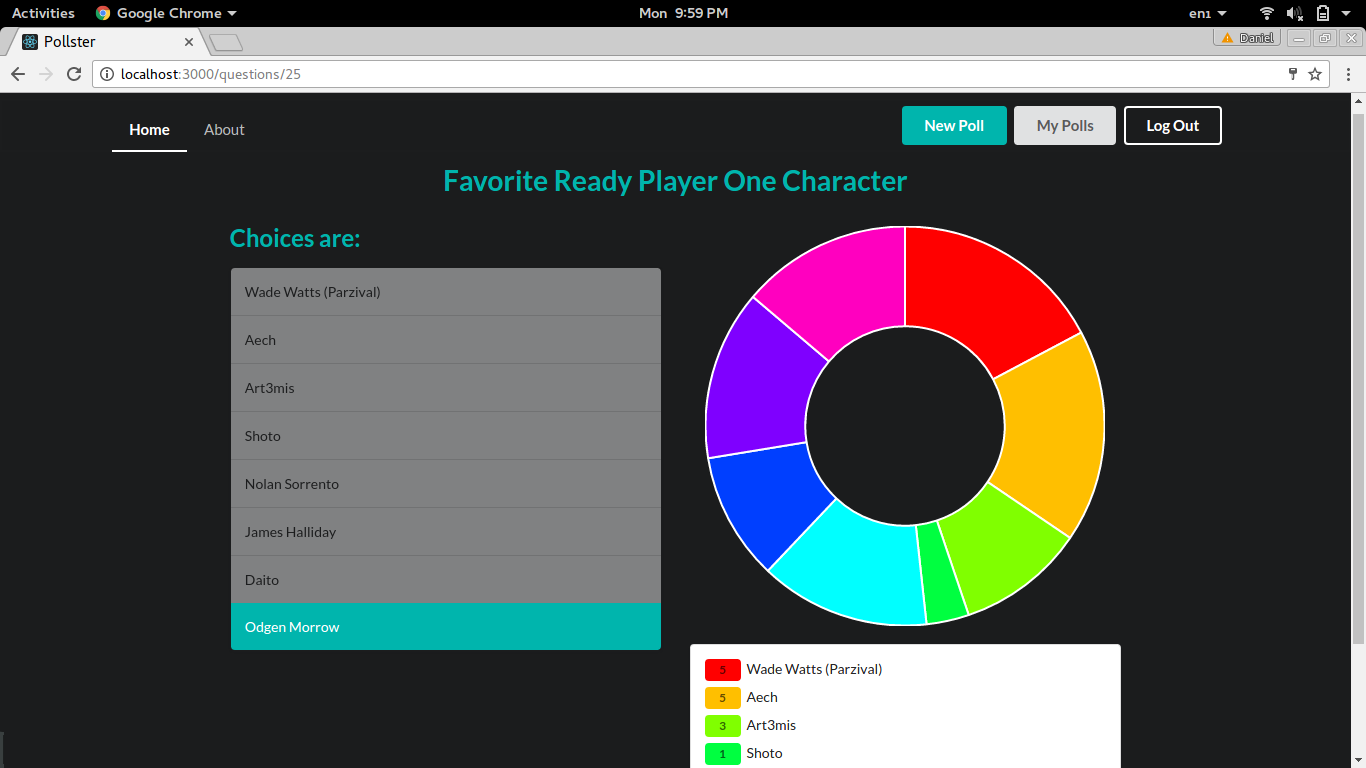 Activities Google Chrome Mon 9:59 PM en1
Pollster Daniel
localhost:3000/questions/25
Home About New Poll My Polls Log Out
Favorite Ready Player One Character
Choices are:
Wade Watts (Parzival)
Aech
Art3mis
Shoto
Nolan Sorrento
James Halliday
Daito
Odgen Morrow
5 Wade Watts (Parzival)
5 Aech
3 Art3mis
1 Shoto